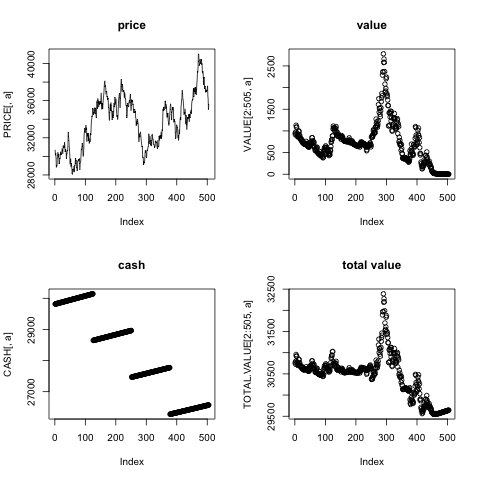 price
PRICE[, a]
28000 32000 36000 40000
0 100 200 300 400 500
Index
value
VALUE[2:505, a]
0 500 1500 2500
0 100 200 300 400 500
Index
cash
CASH[, a]
27000 29000
0 100 200 300 400 500
Index
total value
TOTAL.VALUE[2:505, a]
29500 30500 31500 32500
0 100 200 300 400 500
Index